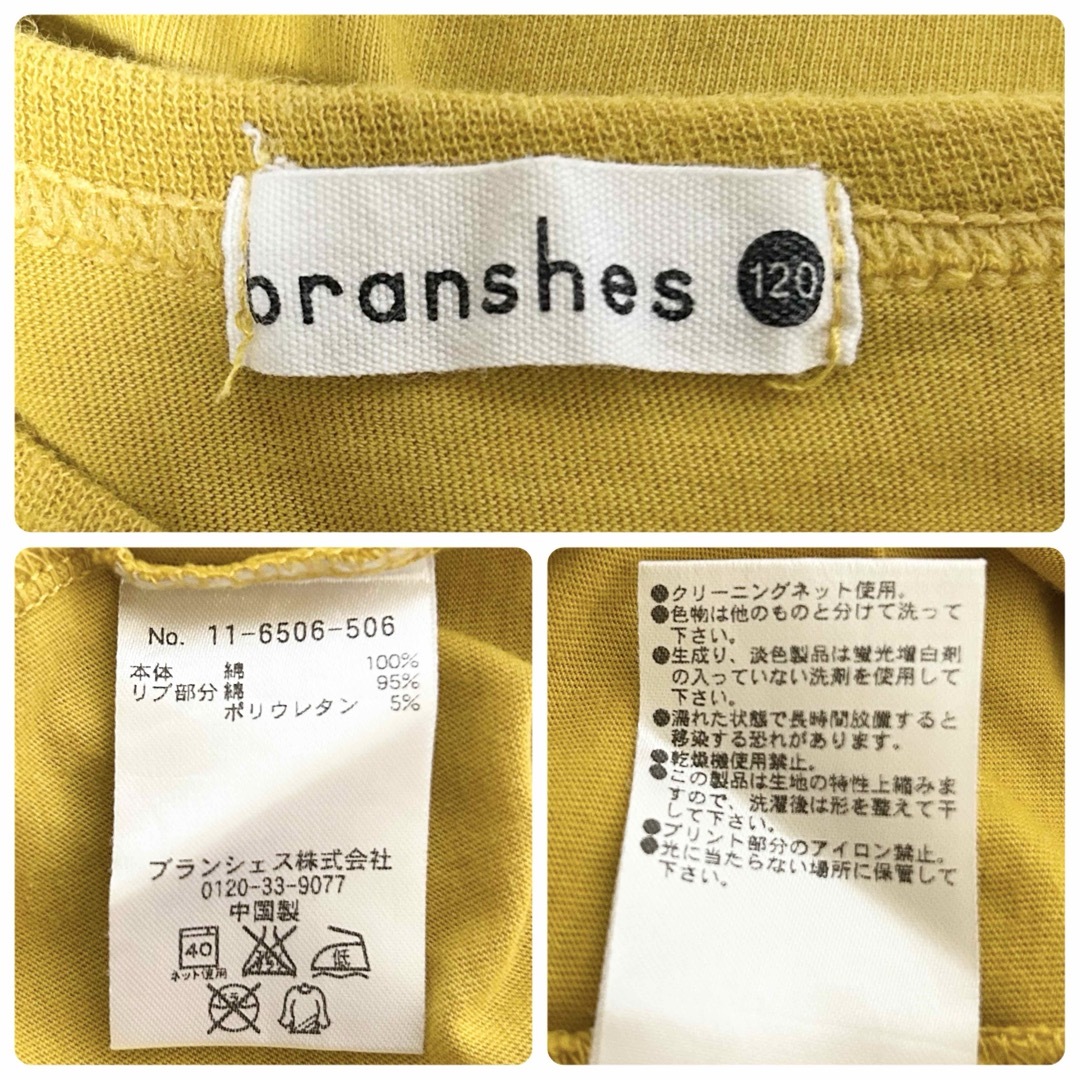 branshes 120
No. 11-6506-506
本体 綿 100%
リブ部分 綿 95%
ポリウレタン 5%
ブランシェス株式会社
0120-33-9077
中国製
40
ネット使用
低
●クリーニングネット使用。
●色物は他のものと分けて洗って
下さい。
●生成り、淡色製品は蛍光増白剤
の入っていない洗剤を使用して
下さい。
●濡れた状態で長時間放置すると
移染する恐れがあります。
●乾燥機使用禁止。
●この製品は生地の特性上縮みま
すので、洗濯後は形を整えて干
して下さい。
●プリント部分のアイロン禁止。
●光に当たらない場所に保管して
下さい。